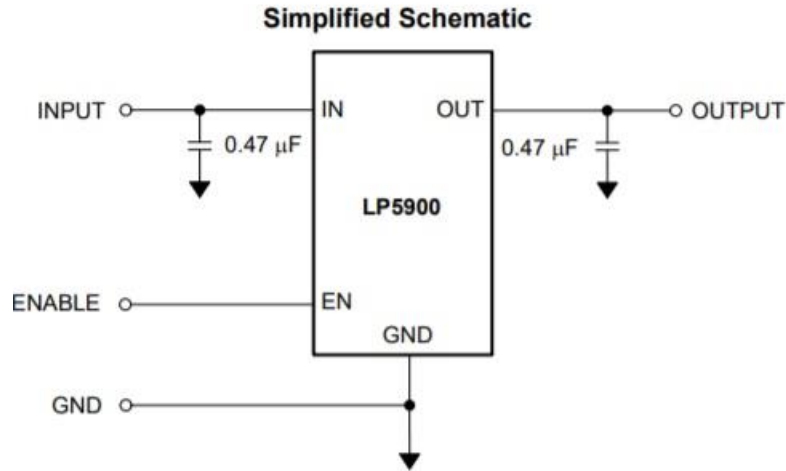 Simplified Schematic
INPUT
IN
OUT
OUTPUT
0.47 μF
0.47 μF
LP5900
ENABLE
EN
GND
GND